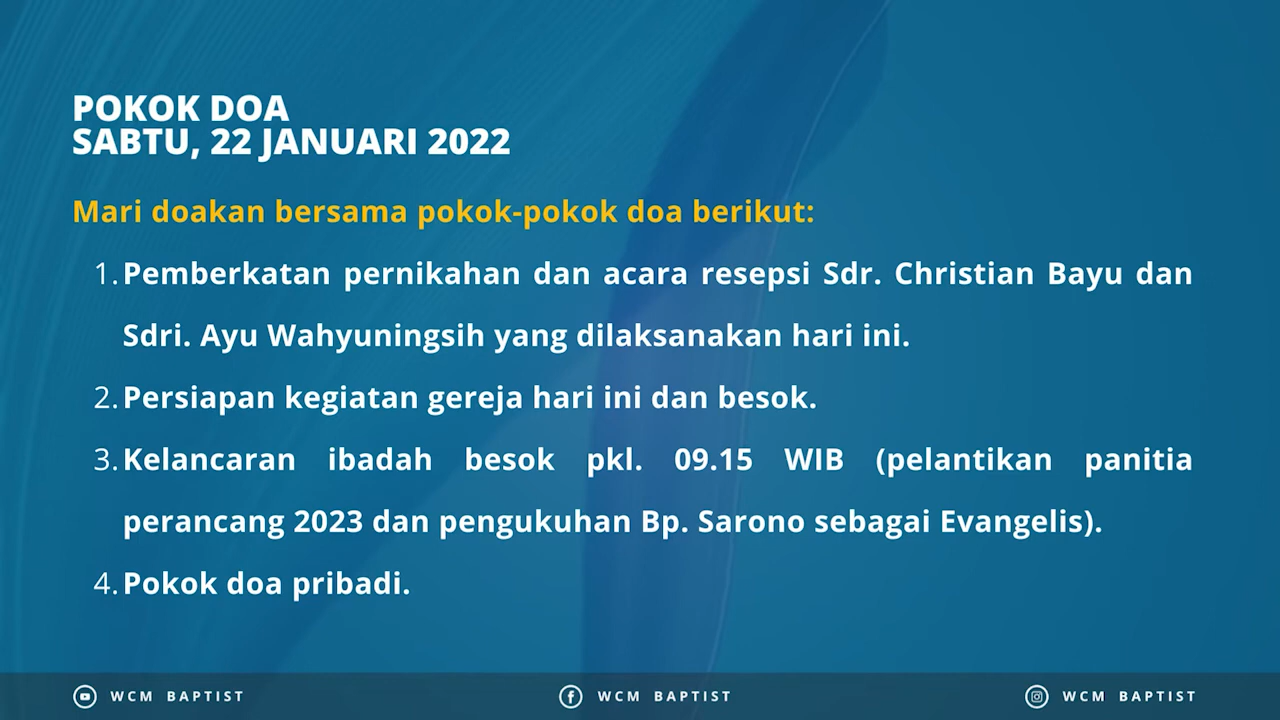 POKOK DOA
SABTU, 22 JANUARI 2022
Mari doakan bersama pokok-pokok doa berikut:
1. Pemberkatan pernikahan dan acara resepsi Sdr. Christian Bayu dan
Sdri. Ayu Wahyuningsih yang dilaksanakan hari ini.
2. Persiapan kegiatan gereja hari ini dan besok.
3. Kelancaran ibadah besok pkl. 09.15 WIB (pelantikan panitia
perancang 2023 dan pengukuhan Bp. Sarono sebagai Evangelis).
4. Pokok doa pribadi.
WCM BAPTIST WCM BAPTIST WCM BAPTIST